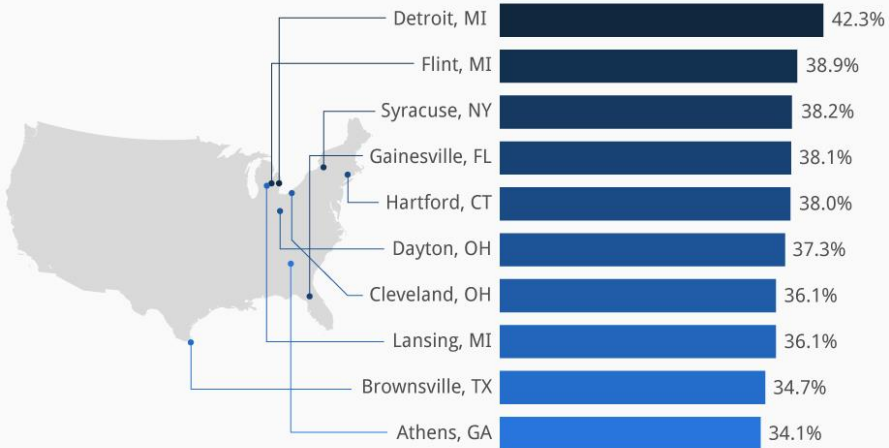 Detroit, MI 42.3%
Flint, MI 38.9%
Syracuse, NY 38.2%
Gainesville, FL 38.1%
Hartford, CT 38.0%
Dayton, OH 37.3%
Cleveland, OH 36.1%
Lansing, MI 36.1%
Brownsville, TX 34.7%
Athens, GA 34.1%